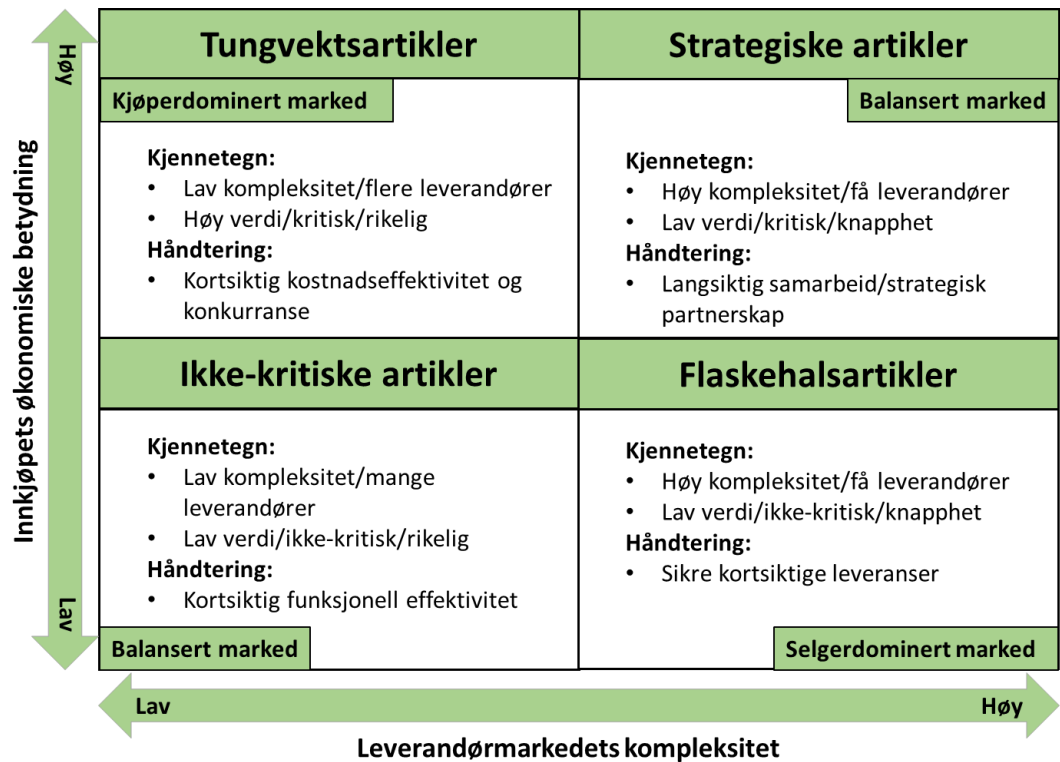 Høy
Innkjøpets økonomiske betydning
Lav
Tungvektsartikler
Kjøperdominert marked
Kjennetegn:
• Lav kompleksitet/flere leverandører
• Høy verdi/kritisk/rikelig
Håndtering:
• Kortsiktig kostnadseffektivitet og
konkurranse
Strategiske artikler
Balansert marked
Kjennetegn:
• Høy kompleksitet/få leverandører
• Lav verdi/kritisk/knapphet
Håndtering:
• Langsiktig samarbeid/strategisk
partnerskap
Ikke-kritiske artikler
Kjennetegn:
• Lav kompleksitet/mange
leverandører
• Lav verdi/ikke-kritisk/rikelig
Håndtering:
• Kortsiktig funksjonell effektivitet
Balansert marked
Flaskehalsartikler
Kjennetegn:
• Høy kompleksitet/få leverandører
• Lav verdi/ikke-kritisk/knapphet
Håndtering:
• Sikre kortsiktige leveranser
Selgerdominert marked
Lav
Høy
Leverandørmarkedets kompleksitet